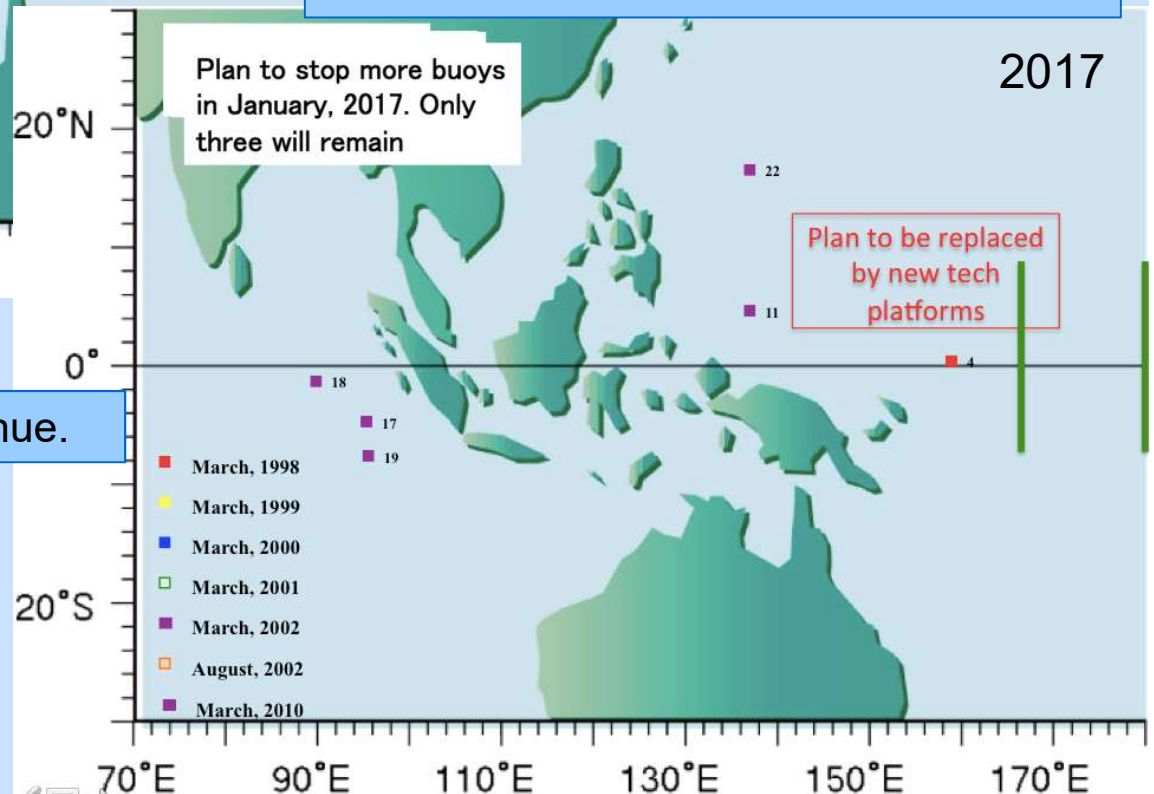 Plan to stop more buoys
in January, 2017. Only
three will remain
2017
20°N
22
Plan to be replaced
by new tech
platforms
11
0°
4
18
nue.
17
19
March, 1998
March, 1999
March, 2000
March, 2001
20°S
March, 2002
August, 2002
March, 2010
70°E 90°E 110°E 130°E 150°E 170°E